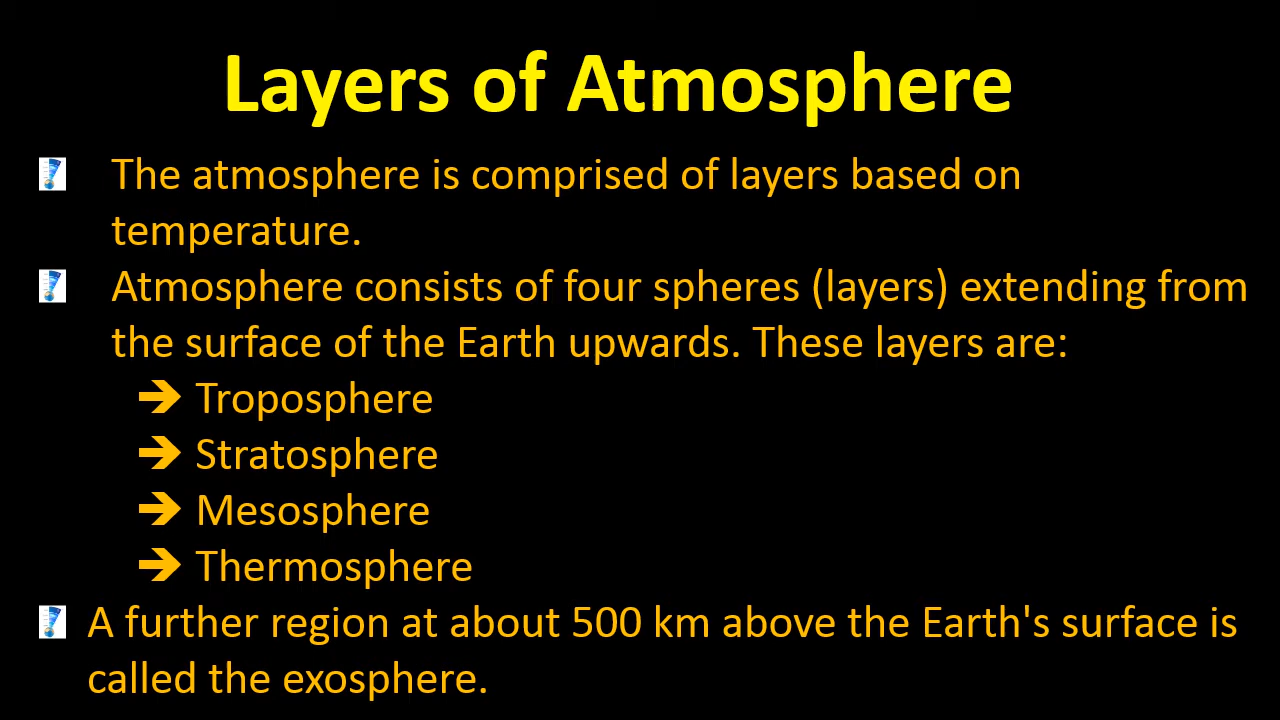 Layers of Atmosphere
The atmosphere is comprised of layers based on
temperature.
Atmosphere consists of four spheres (layers) extending from
the surface of the Earth upwards. These layers are:
➔ Troposphere
➔ Stratosphere
➔ Mesosphere
➔ Thermosphere
A further region at about 500 km above the Earth's surface is
called the exosphere.